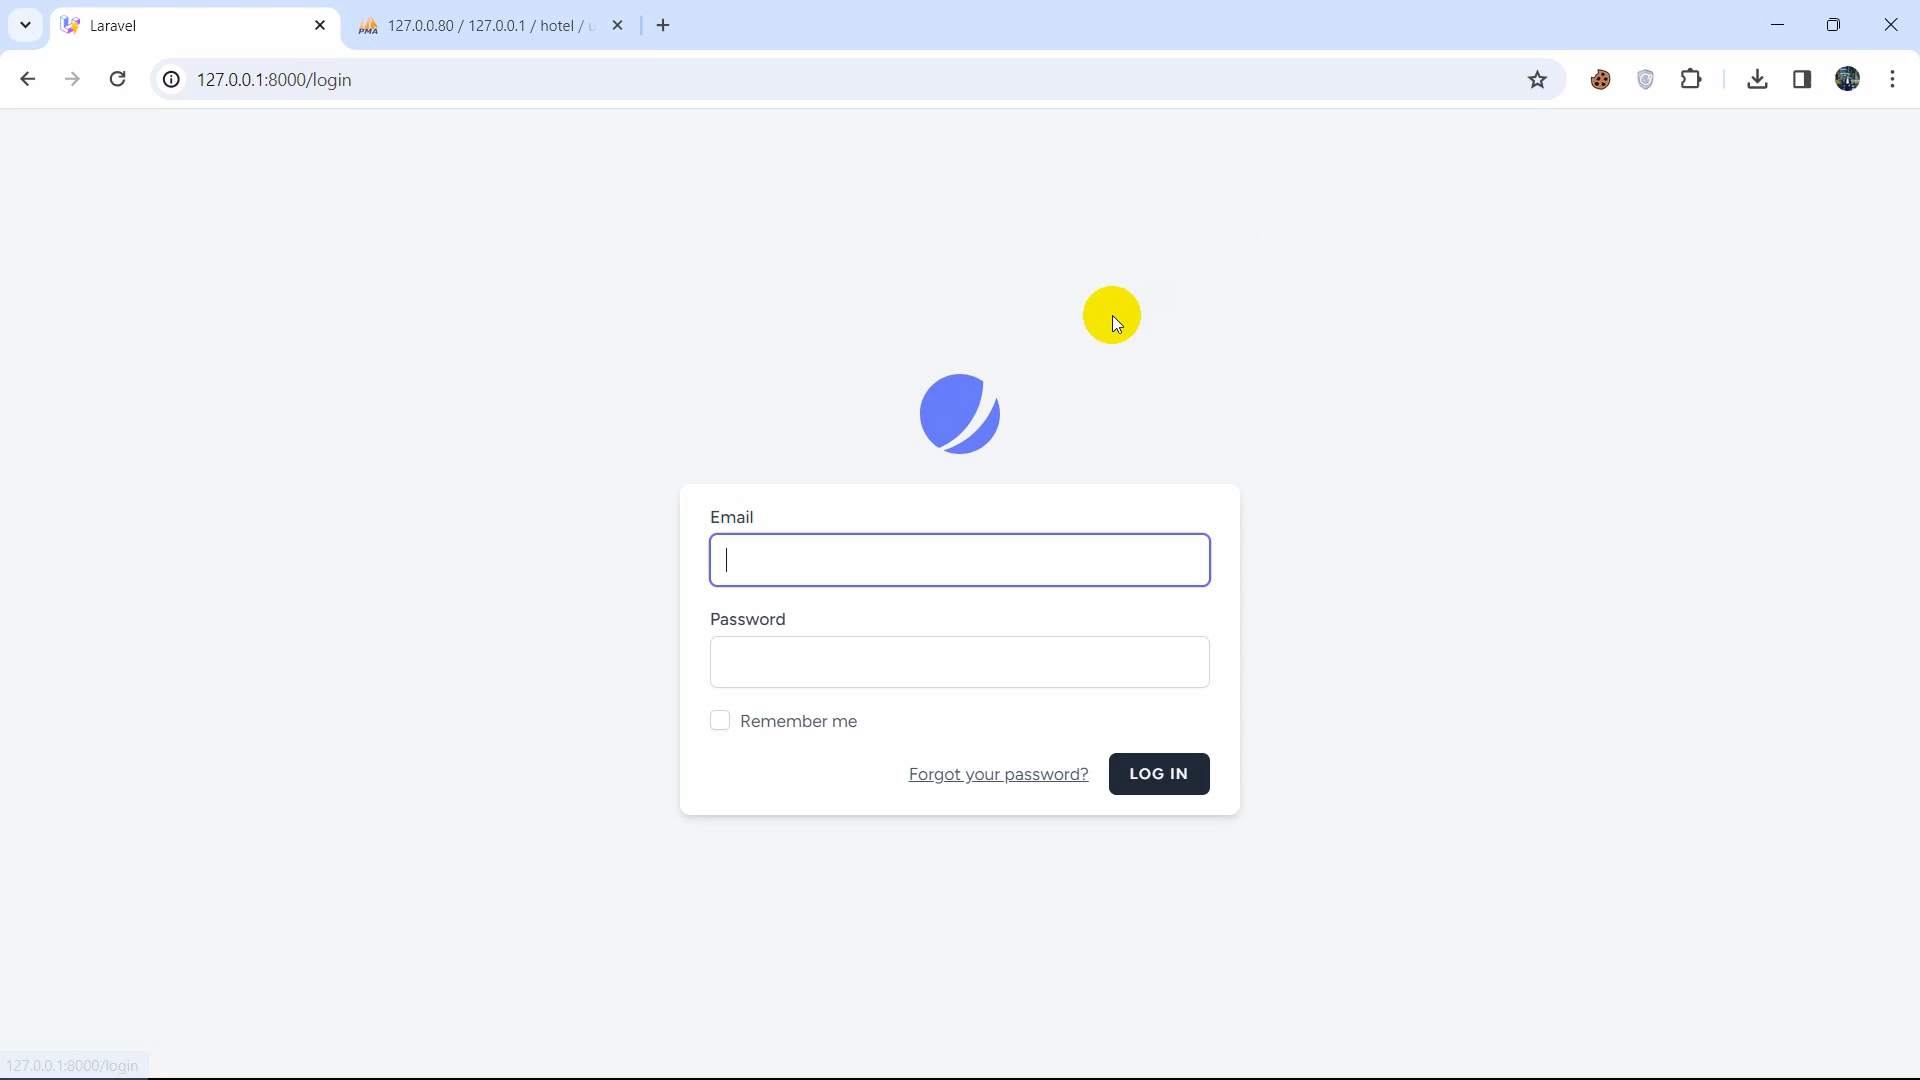 Laravel
127.0.0.80 / 127.0.0.1 / hotel /
127.0.0.1:8000/login
Email
Password
Remember me
Forgot your password?
LOG IN
127.0.0.1:8000/login